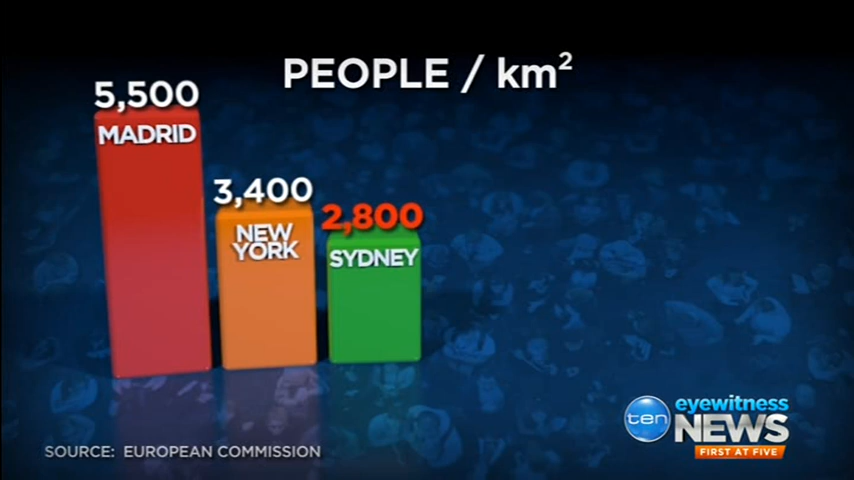 PEOPLE / km²
5,500
MADRID
3,400
NEW
YORK
2,800
SYDNEY
ten
eyewitness
NEWS
FIRST AT FIVE
SOURCE: EUROPEAN COMMISSION